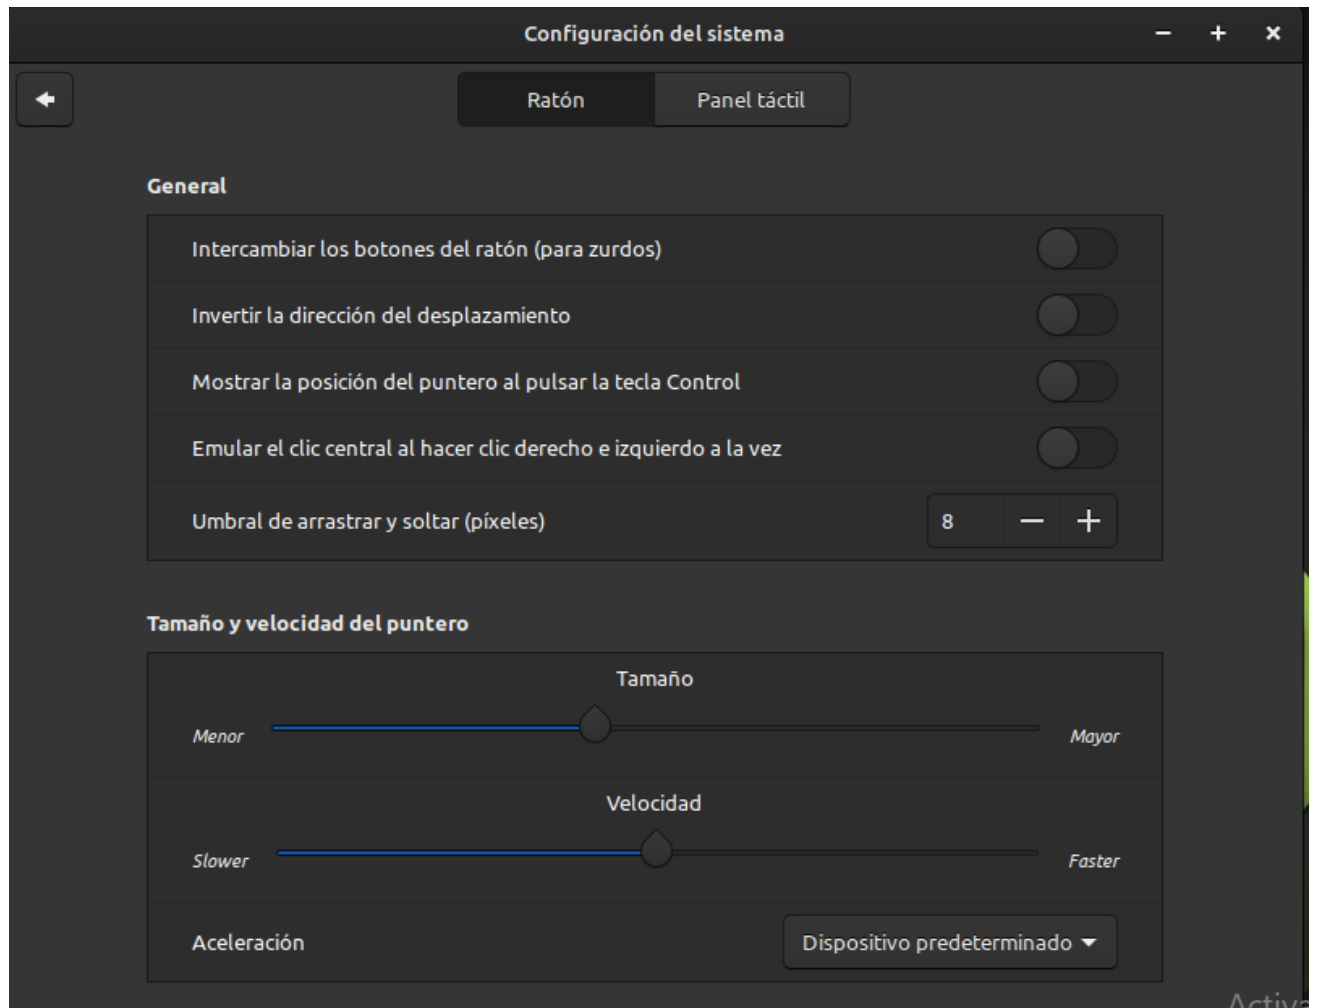 Configuración del sistema
Ratón
Panel táctil
General
Intercambiar los botones del ratón (para zurdos)
Invertir la dirección del desplazamiento
Mostrar la posición del puntero al pulsar la tecla Control
Emular el clic central al hacer clic derecho e izquierdo a la vez
Umbral de arrastrar y soltar (píxeles)
8
Tamaño y velocidad del puntero
Tamaño
Menor
Mayor
Velocidad
Slower
Faster
Aceleración
Dispositivo predeterminado